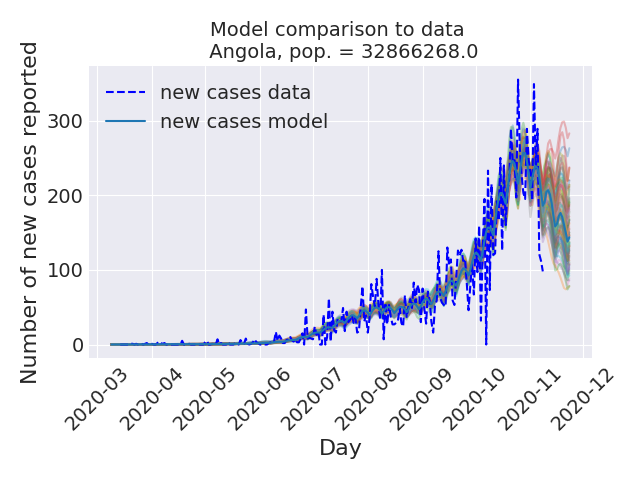 Model comparison to data
Angola, pop. = 32866268.0
Number of new cases reported
new cases data
new cases model
300
200
100
0
2020-03
2020-04
2020-05
2020-06
2020-07
2020-08
2020-09
2020-10
2020-11
2020-12
Day